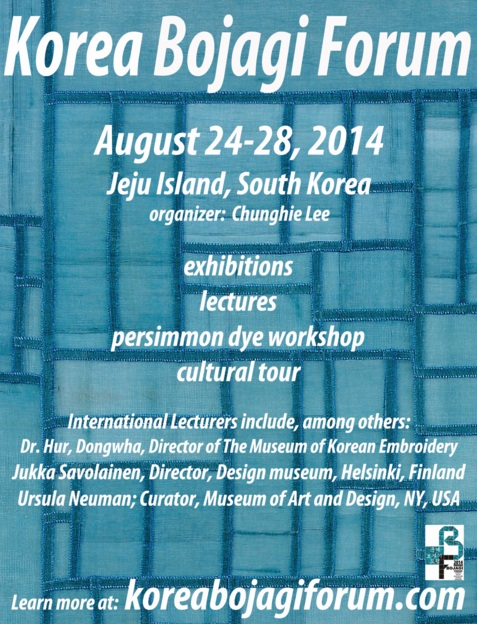 Korea Bojagi Forum
August 24-28, 2014
Jeju Island, South Korea
organizer: Chunghie Lee
exhibitions
lectures
persimmon dye workshop
cultural tour
International Lecturers include, among others:
Dr. Hur, Dongwha, Director of The Museum of Korean Embroidery
Jukka Savolainen, Director, Design museum, Helsinki, Finland
Ursula Neuman; Curator, Museum of Art and Design, NY, USA
B
F
Learn more at: koreabojagiforum.com